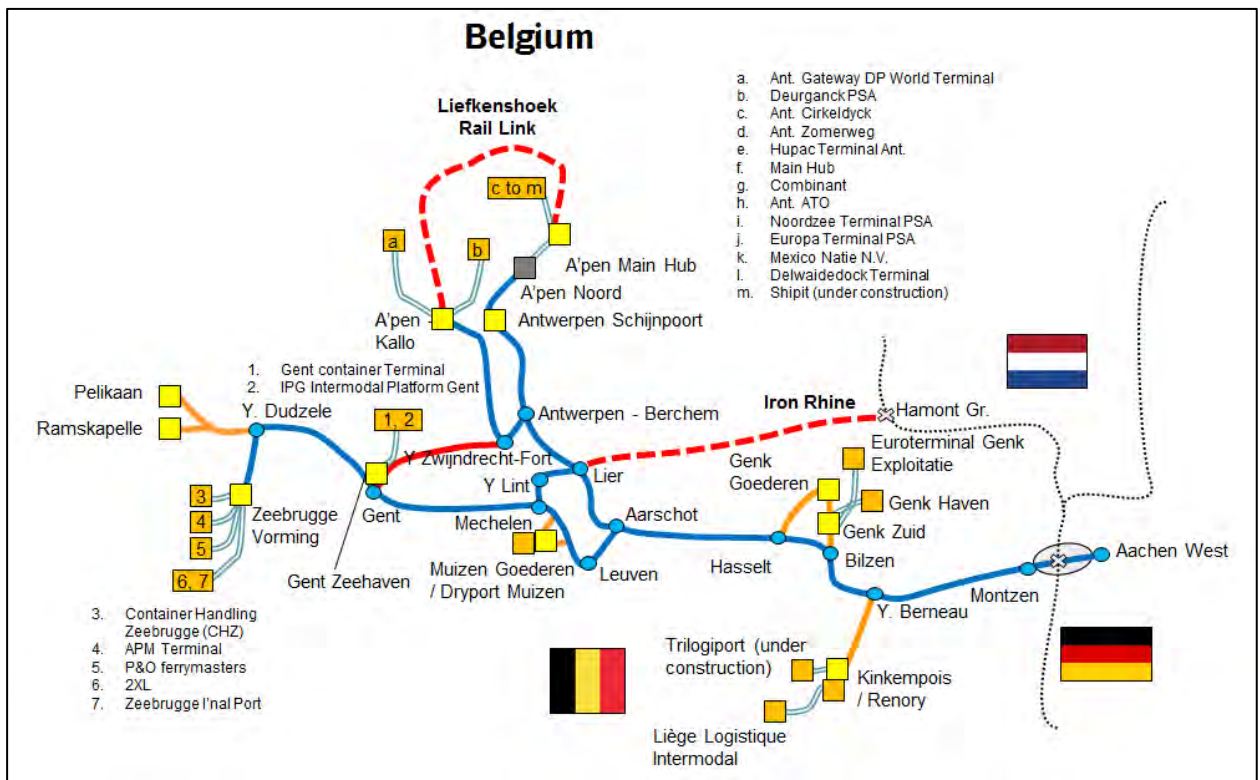 Belgium
a. Ant. Gateway DP World Terminal
b. Deurganck PSA
c. Ant. Cirkeldyck
d. Ant. Zomerweg
e. Hupac Terminal Ant.
f. Main Hub
g. Combinant
h. Ant. ATO
i. Noordzee Terminal PSA
j. Europa Terminal PSA
k. Mexico Natie N.V.
l. Delwaidedock Terminal
m. Shipit (under construction)
Liefkenshoek
Rail Link
c to m
a
b
A'pen Main Hub
A'pen Noord
A'pen -
Kallo
Antwerpen Schijnpoort
1. Gent container Terminal
2. IPG Intermodal Platform Gent
Pelikaan
Y. Dudzele
Ramskapelle
1, 2
Antwerpen - Berchem
Y Zwijndrecht-Fort
Iron Rhine
Hamont Gr.
Euroterminal Genk
Exploitatie
Genk
Goederen
Lier
Y Lint
Genk Haven
Genk Zuid
3
4
5
6, 7
Zeebrugge
Vorming
Gent
Mechelen
Aarschot
Gent Zeehaven
Muizen Goederen
/ Dryport Muizen
Leuven
Hasselt
Bilzen
Aachen West
Montzen
Y. Berneau
3. Container Handling
Zeebrugge (CHZ)
4. APM Terminal
5. P&O ferrymasters
6. 2XL
7. Zeebrugge I'nal Port
Trilogiport (under
construction)
Kinkempois
/ Renory
Liège Logistique
Intermodal